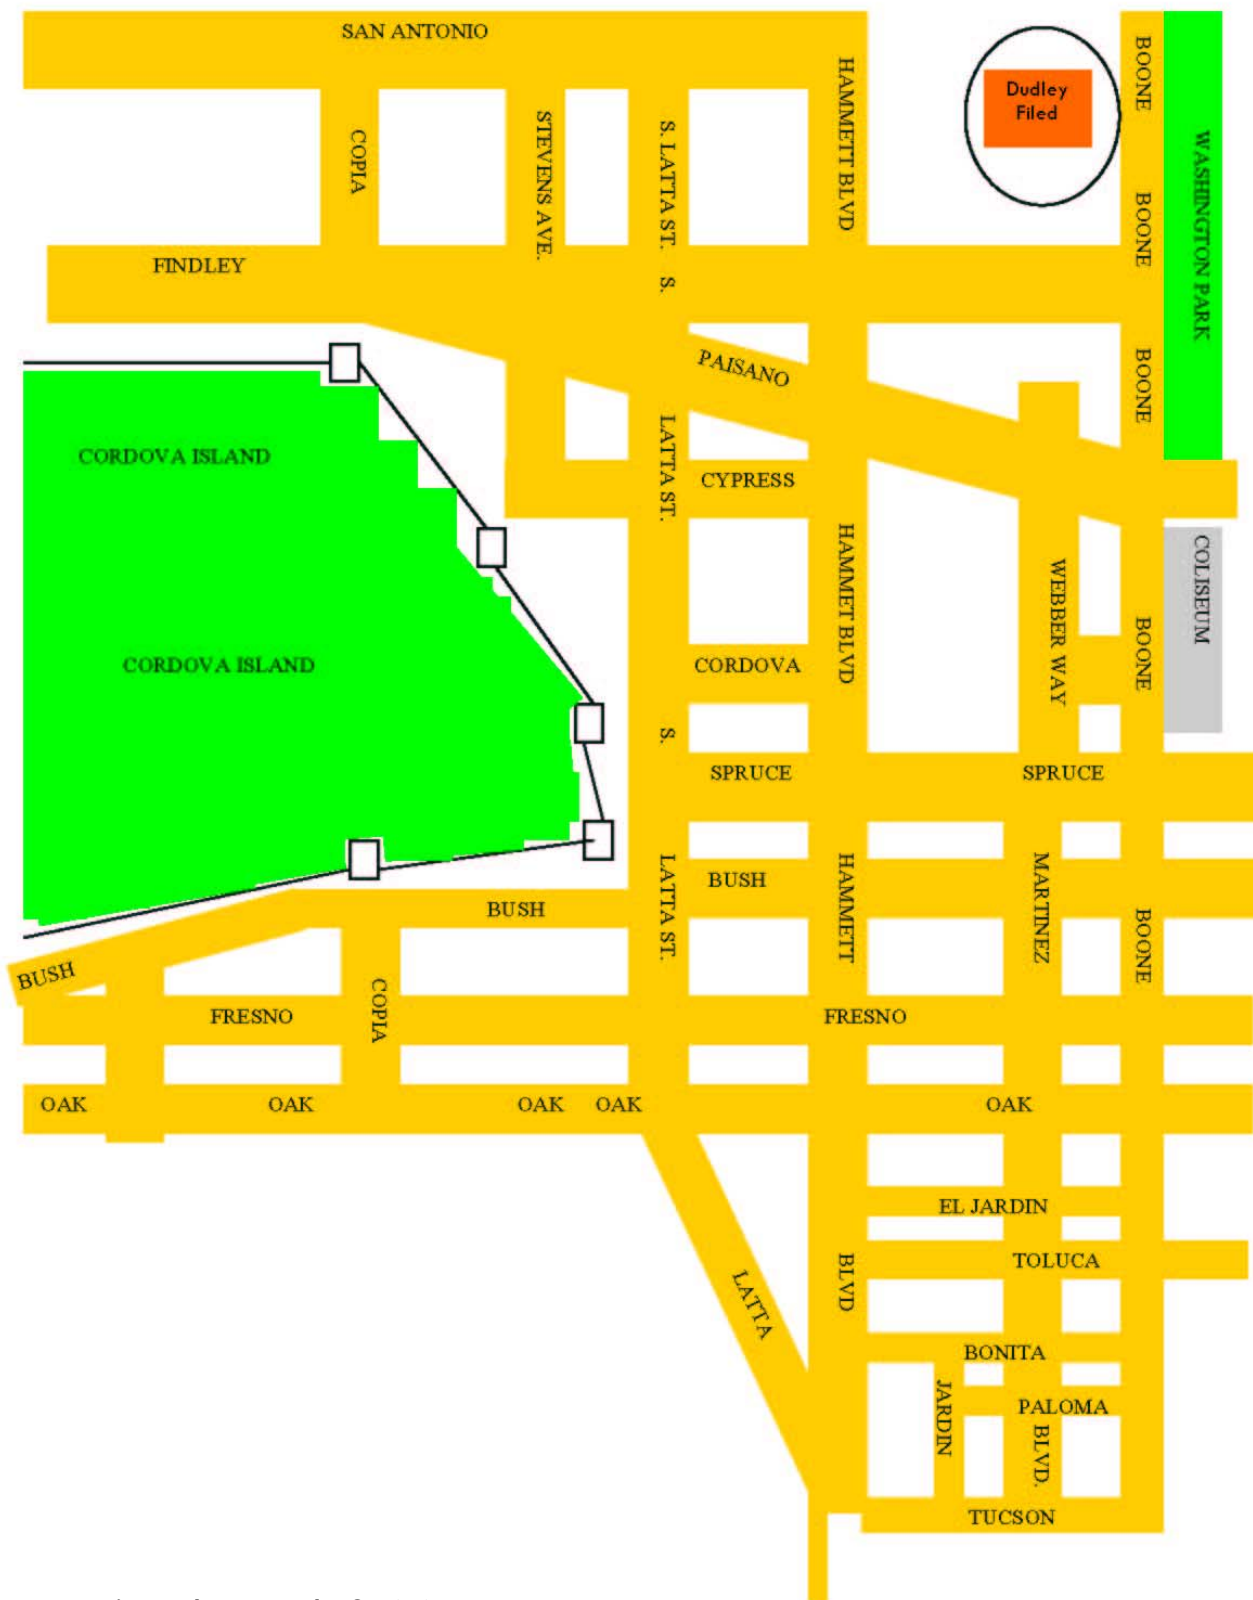 SAN ANTONIO
BOONE
HAMMETT BLVD
Dudley
Filed
COPIA
STEVENS AVE.
S. LATTA ST.
WASHINGTON PARK
BOONE
FINDLEY
S.
BOONE
PAISANO
CORDOVA ISLAND
LATTA ST.
CYPRESS
HAMMET BLVD
COLISEUM
WEBBER WAY
BOONE
CORDOVA ISLAND
CORDOVA
S.
SPRUCE
SPRUCE
BUSH
LATTA ST.
HAMMETT
MARTINEZ
BUSH
BOONE
BUSH
COPIA
FRESNO
FRESNO
OAK
OAK
OAK
OAK
OAK
EL JARDIN
TOLUCA
BLVD
LATTA
BONITA
JARDIN
PALOMA
BLVD.
TUCSON